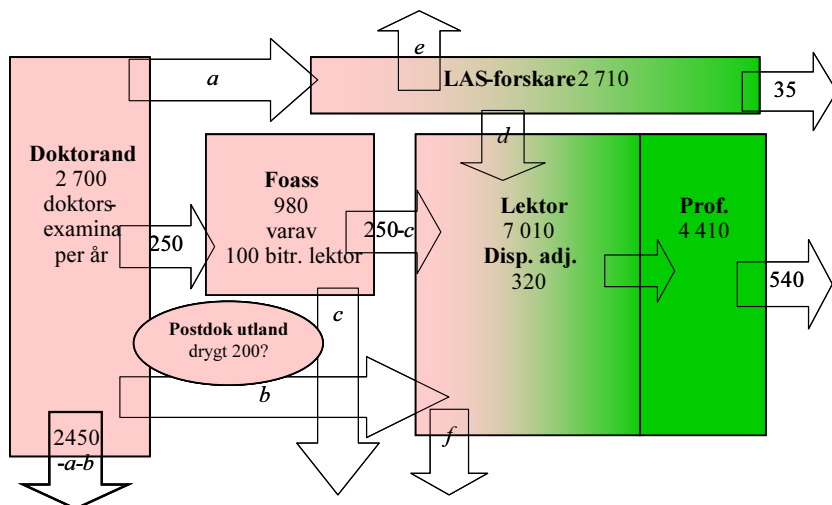 e
a
LAS-forskare 2 710
35
d
Doktorand
2 700
doktors-
examina
per år
250
Foass
980
varav
100 bitr. lektor
250-c
Lektor
7 010
Disp. adj.
320
Prof.
4 410
540
Postdok utland
drygt 200?
c
b
2450
-a-b
f